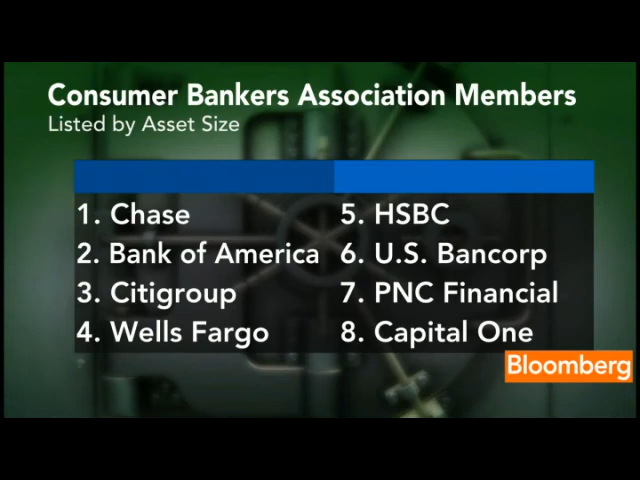 Consumer Bankers Association Members
Listed by Asset Size
1. Chase
2. Bank of America
3. Citigroup
4. Wells Fargo
5. HSBC
6. U.S. Bancorp
7. PNC Financial
8. Capital One
Bloomberg